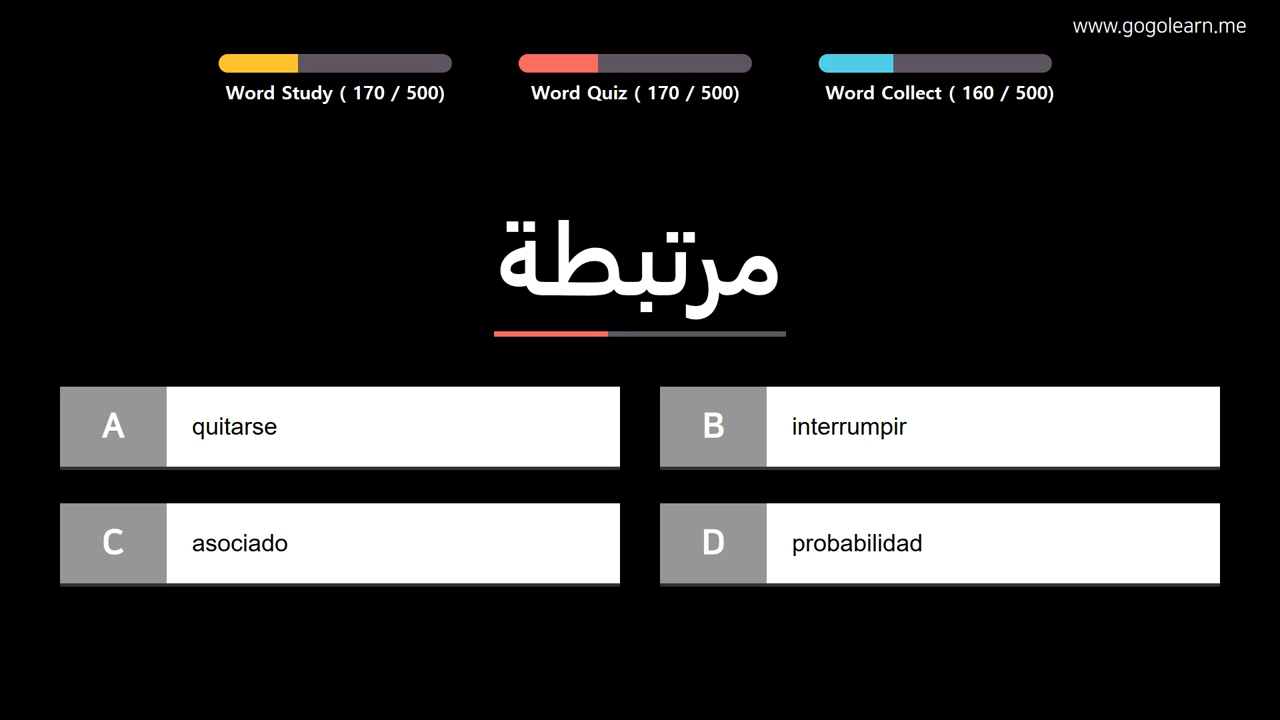 www.gogolearn.me
Word Study ( 170 / 500)
Word Quiz ( 170 / 500)
Word Collect ( 160 / 500)
مرتبطة
A quitarse
B interrumpir
C asociado
D probabilidad